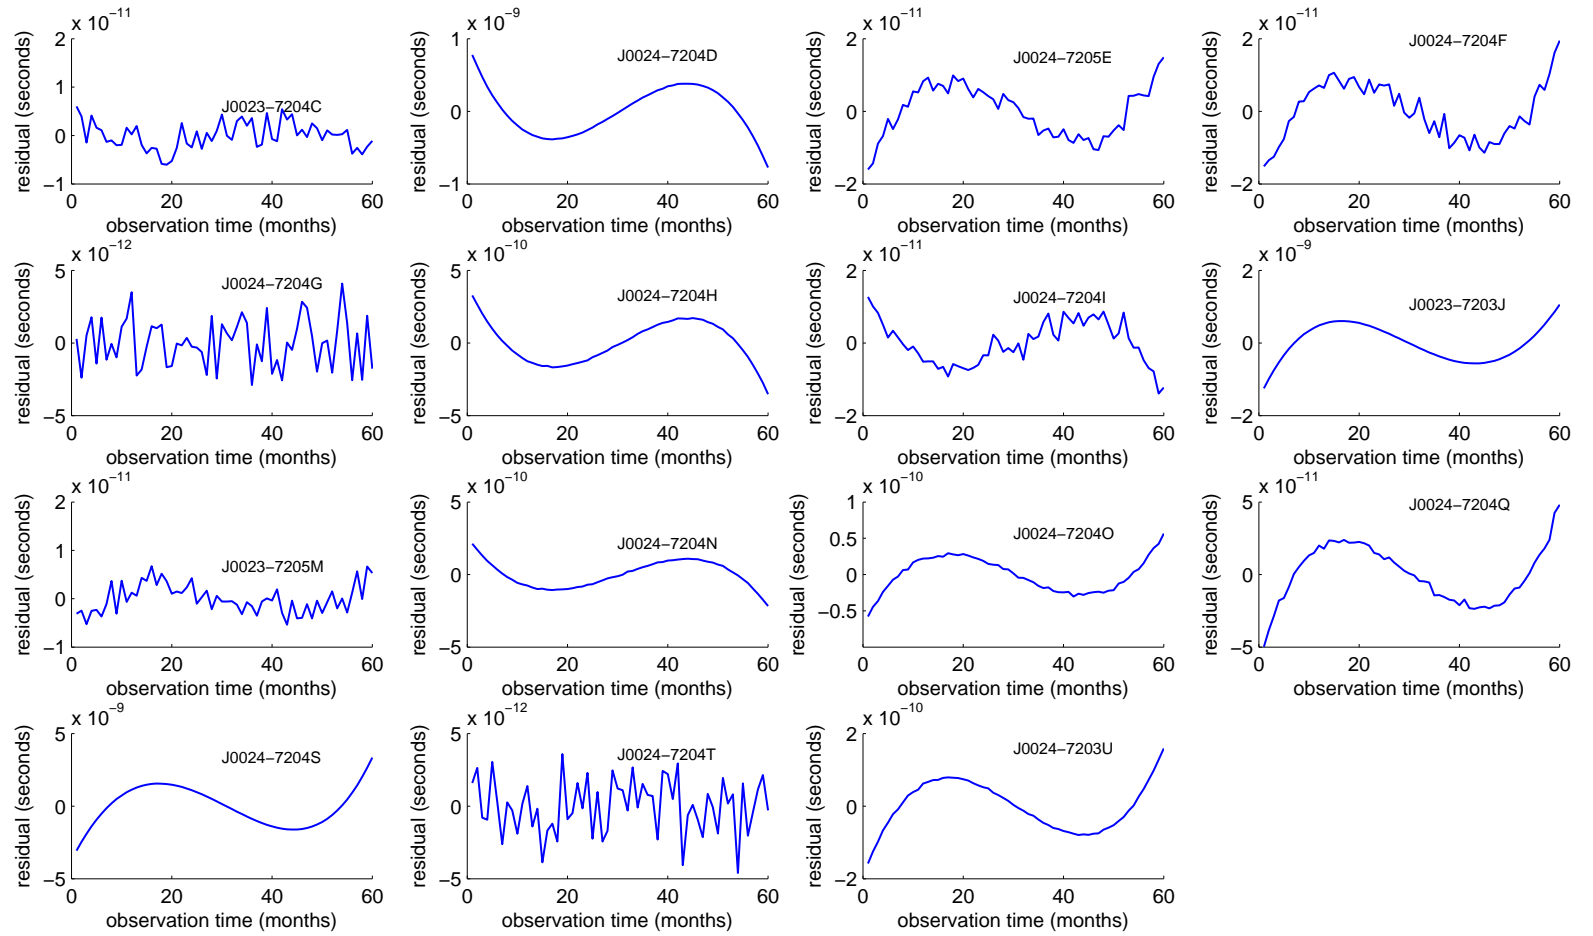 x 10−11
residual (seconds)
2
1
0
−1
J0023−7204C
0 20 40 60
observation time (months)
x 10−9
residual (seconds)
1
0
−1
J0024−7204D
0 20 40 60
observation time (months)
x 10−11
residual (seconds)
2
0
−2
J0024−7205E
0 20 40 60
observation time (months)
x 10−11
residual (seconds)
2
0
−2
J0024−7204F
0 20 40 60
observation time (months)
x 10−12
residual (seconds)
5
0
−5
J0024−7204G
0 20 40 60
observation time (months)
x 10−10
residual (seconds)
5
0
−5
J0024−7204H
0 20 40 60
observation time (months)
x 10−11
residual (seconds)
2
0
−2
J0024−7204I
0 20 40 60
observation time (months)
x 10−9
residual (seconds)
2
0
−2
J0023−7203J
0 20 40 60
observation time (months)
x 10−11
residual (seconds)
2
1
0
−1
J0023−7205M
0 20 40 60
observation time (months)
x 10−10
residual (seconds)
5
0
−5
J0024−7204N
0 20 40 60
observation time (months)
x 10−10
residual (seconds)
1
0.5
0
−0.5
J0024−7204O
0 20 40 60
observation time (months)
x 10−11
residual (seconds)
5
0
−5
J0024−7204Q
0 20 40 60
observation time (months)
x 10−9
residual (seconds)
5
0
−5
J0024−7204S
0 20 40 60
observation time (months)
x 10−12
residual (seconds)
5
0
−5
J0024−7204T
0 20 40 60
observation time (months)
x 10−10
residual (seconds)
2
0
−2
J0024−7203U
0 20 40 60
observation time (months)